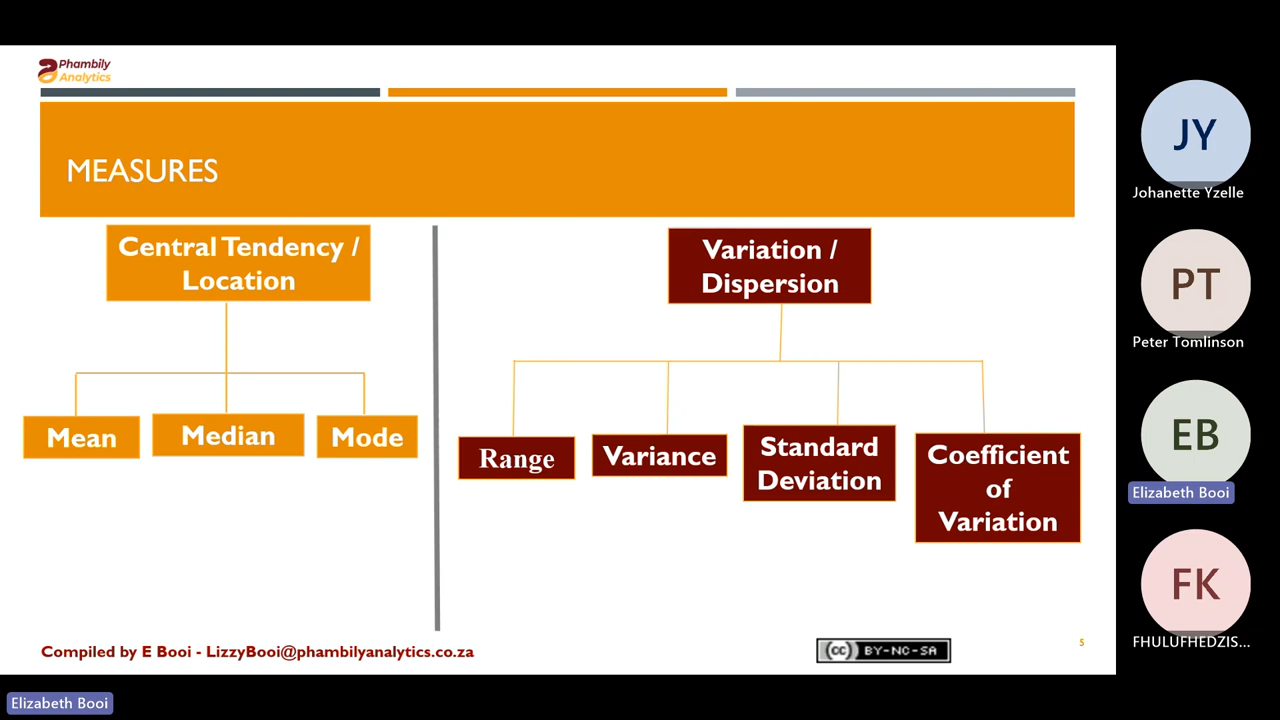 Phambily
Analytics
MEASURES
Central Tendency /
Location
Mean
Median
Mode
Variation /
Dispersion
Range
Variance
Standard
Deviation
Coefficient
of
Variation
Compiled by E Booi - LizzyBooi@phambilyanalytics.co.za
cc BY-NC-SA
5
JY
Johanette Yzelle
PT
Peter Tomlinson
EB
Elizabeth Booi
FK
FHULUFHEDZIS...
Elizabeth Booi